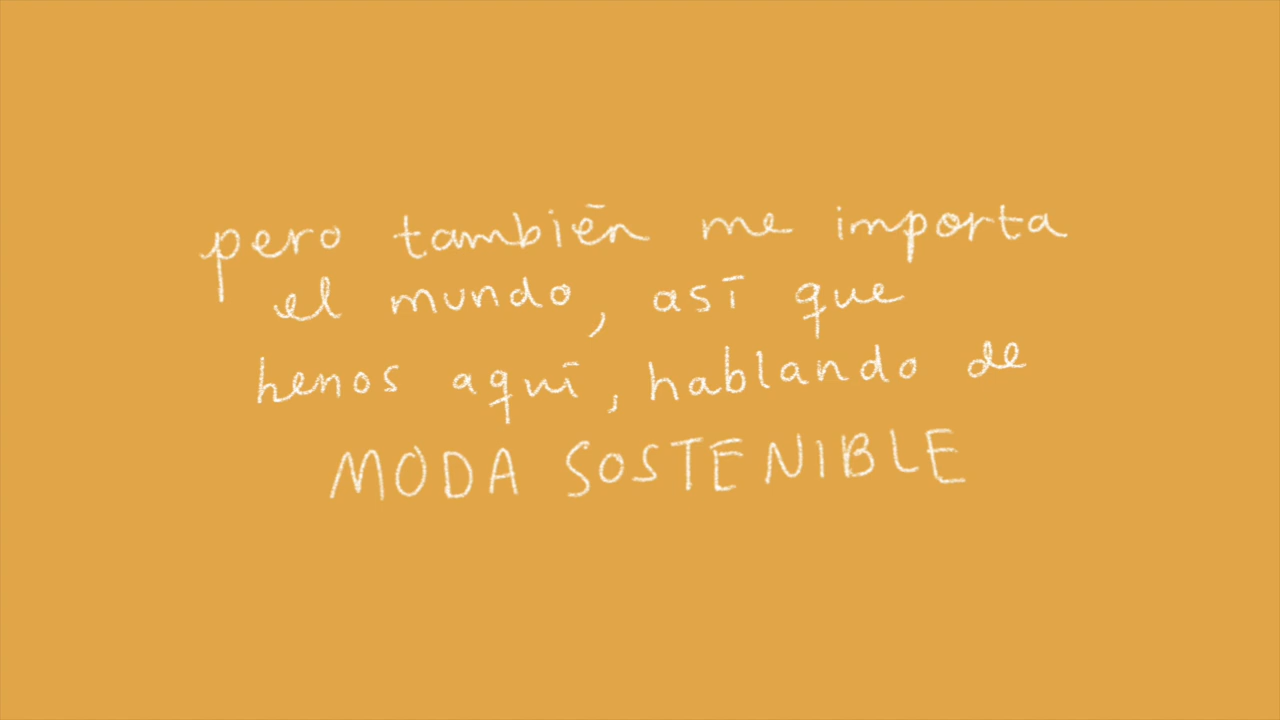 pero también me importa
el mundo, así que
henos aquí, hablando de
MODA SOSTENIBLE